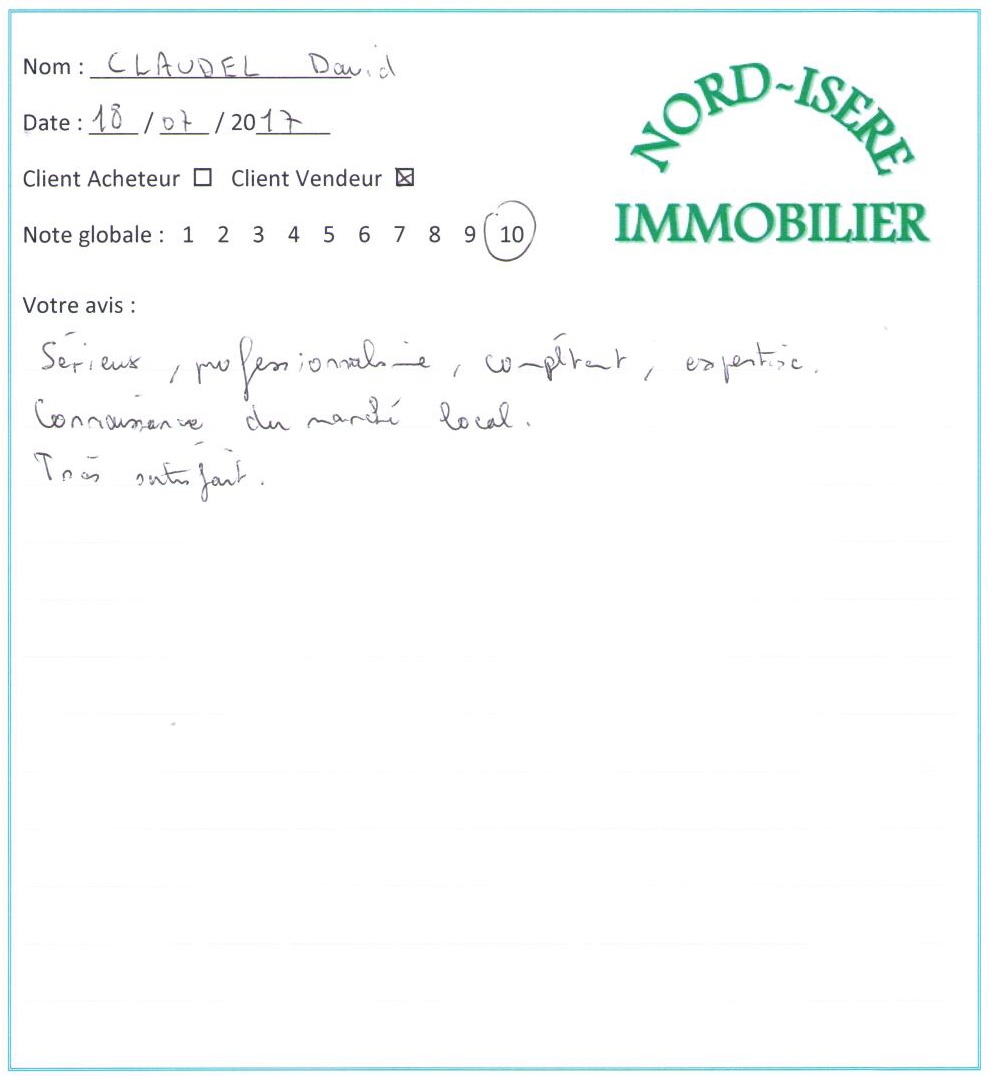 Nom : CLAUDEL David
Date : 18 / 07 / 2017
NORD-ISERE
IMMOBILIER
Client Acheteur ☐ Client Vendeur ☒
Note globale : 1 2 3 4 5 6 7 8 9 10
Votre avis :
Sérieux, professionnalisme, compétent, expertise.
Connaissance du marché local.
Très satisfait.